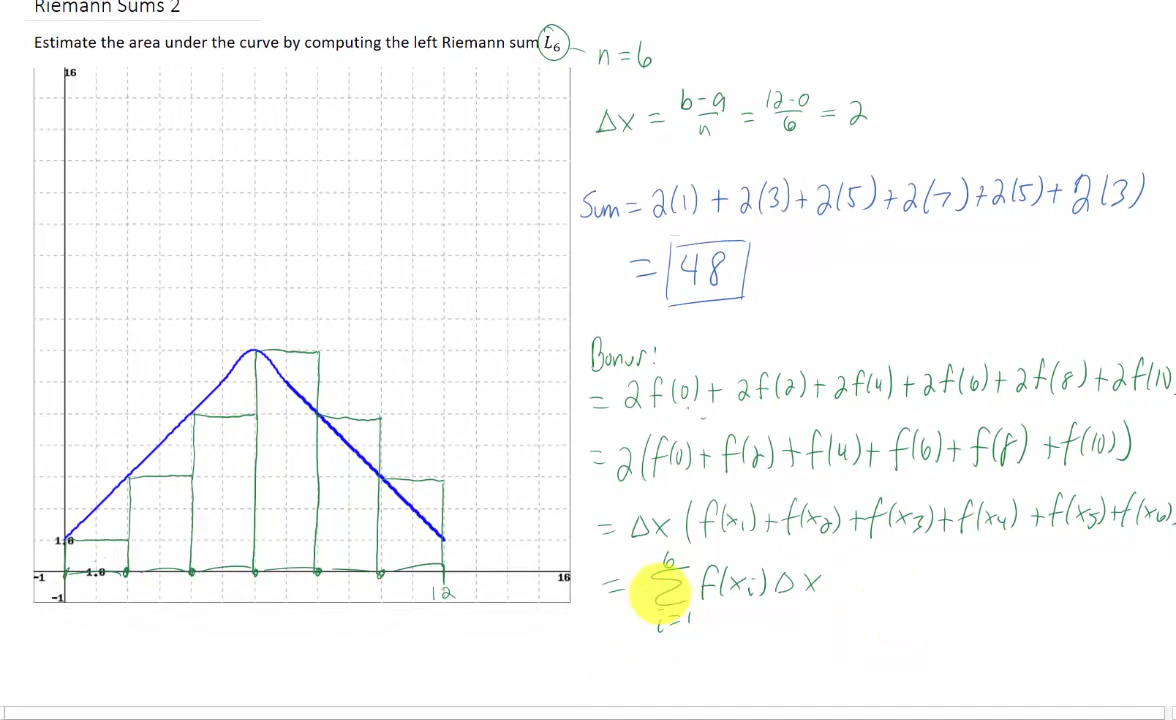 Riemann Sums 2
Estimate the area under the curve by computing the left Riemann sum L₆
n = 6
Δx = b-a/n = 12-0/6 = 2
Sum = 2(1) + 2(3) + 2(5) + 2(7) + 2(5) + 2(3)
= 48
Bonus!
= 2f(0) + 2f(2) + 2f(4) + 2f(6) + 2f(8) + 2f(10
= 2(f(0) + f(2) + f(4) + f(6) + f(8) + f(10))
= Δx (f(x₁) + f(x₂) + f(x₃) + f(x₄) + f(x₅) + f(x₆)
6
= Σ f(xᵢ) Δx
i=1
16
1.0
-1
1.0
16
12
-1